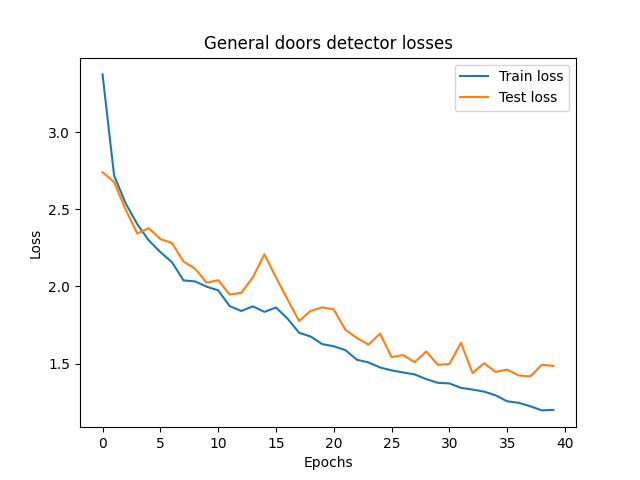 General doors detector losses
Train loss
Test loss
3.0
2.5
2.0
1.5
Loss
0 5 10 15 20 25 30 35 40
Epochs